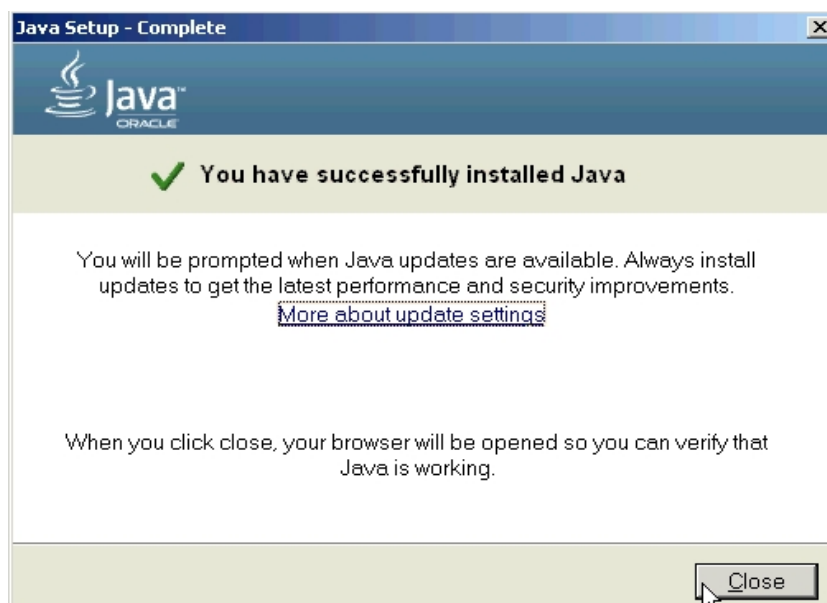 Java Setup - Complete
Java™
ORACLE
You have successfully installed Java
You will be prompted when Java updates are available. Always install
updates to get the latest performance and security improvements.
More about update settings
When you click close, your browser will be opened so you can verify that
Java is working.
Close